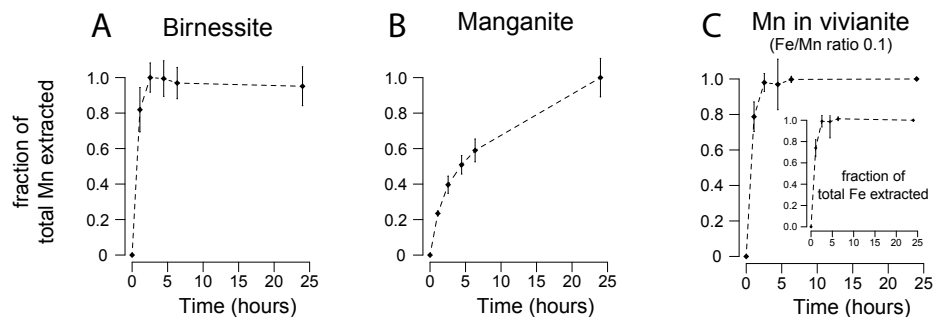 A Birnessite
B Manganite
C Mn in vivianite
(Fe/Mn ratio 0.1)
fraction of
total Mn extracted
1.0
0.8
0.6
0.4
0.2
0
0 5 10 15 20 25
Time (hours)
1.0
0.8
0.6
0.4
0.2
0
0 5 10 15 20 25
Time (hours)
1.0
0.8
0.6
0.4
0.2
0
0 5 10 15 20 25
Time (hours)
1.0
0.8
0.6
0.4
0.2
0.0
0 5 10 15 20 25
fraction of
total Fe extracted